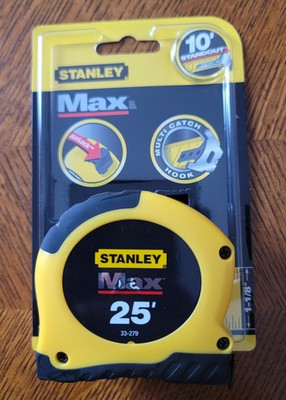 10'
STANDOUT
STANLEY
Max
MULTI CATCH
HOOK
STANLEY
Max
25'
33-279
1-1/8"